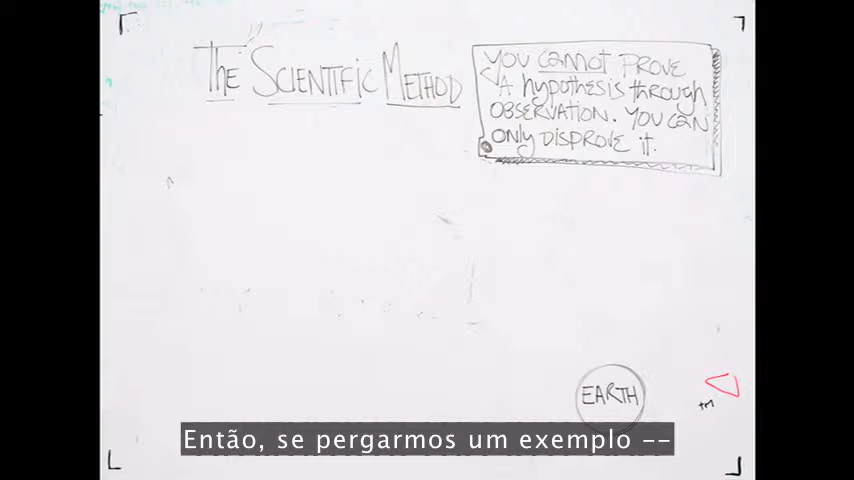 The Scientific Method
You cannot prove
a hypothesis through
observation. You can
only disprove it.
EARTH
TM
Então, se pergarmos um exemplo --